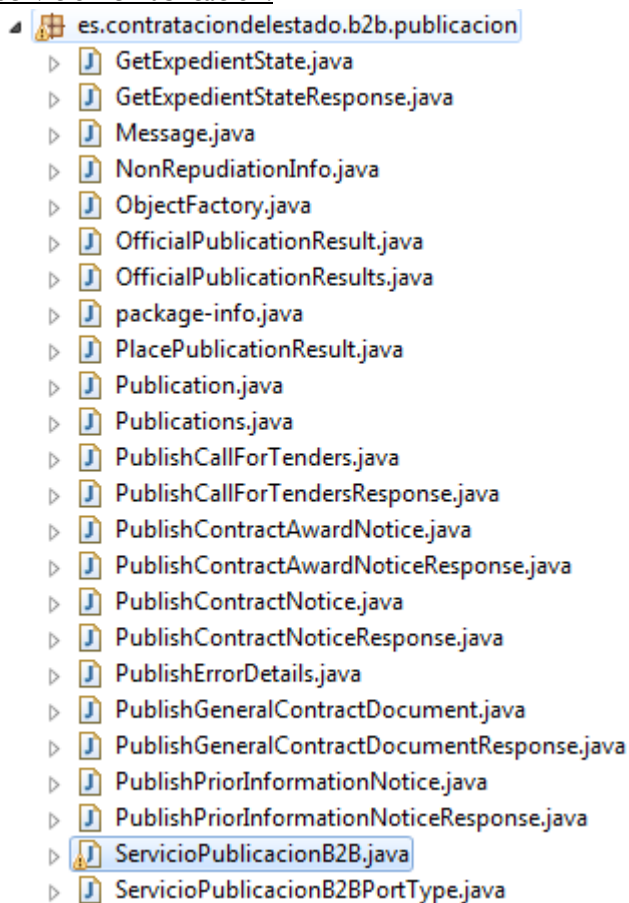 es.contrataciondelestado.b2b.publicacion
GetExpedientState.java
GetExpedientStateResponse.java
Message.java
NonRepudiationInfo.java
ObjectFactory.java
OfficialPublicationResult.java
OfficialPublicationResults.java
package-info.java
PlacePublicationResult.java
Publication.java
Publications.java
PublishCallForTenders.java
PublishCallForTendersResponse.java
PublishContractAwardNotice.java
PublishContractAwardNoticeResponse.java
PublishContractNotice.java
PublishContractNoticeResponse.java
PublishErrorDetails.java
PublishGeneralContractDocument.java
PublishGeneralContractDocumentResponse.java
PublishPriorInformationNotice.java
PublishPriorInformationNoticeResponse.java
ServicioPublicacionB2B.java
ServicioPublicacionB2BPortType.java